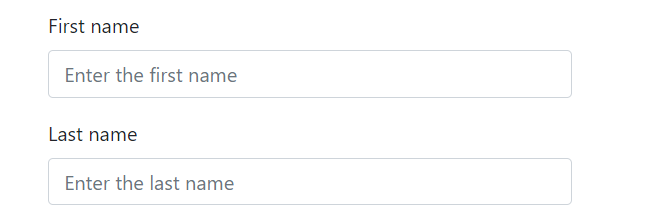 First name
Enter the first name
Last name
Enter the last name